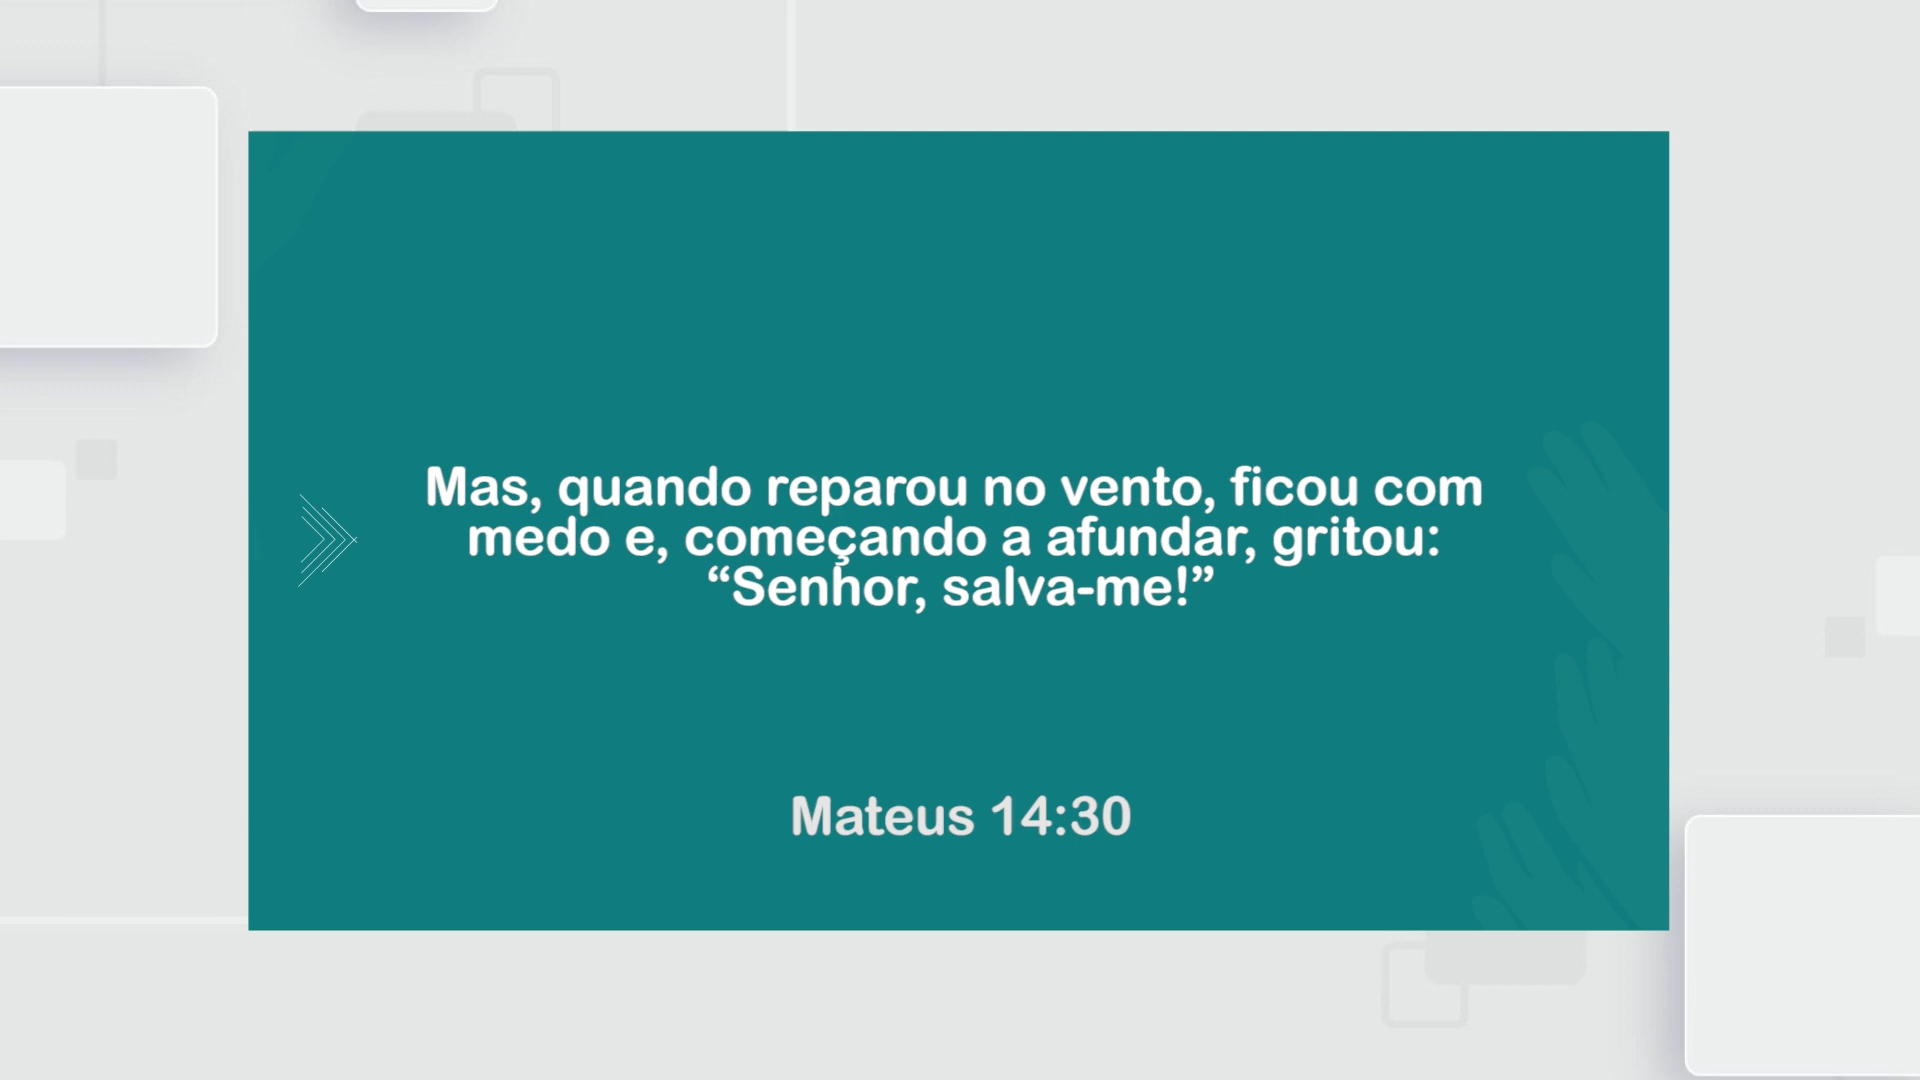 Mas, quando reparou no vento, ficou com
medo e, começando a afundar, gritou:
“Senhor, salva-me!”
Mateus 14:30